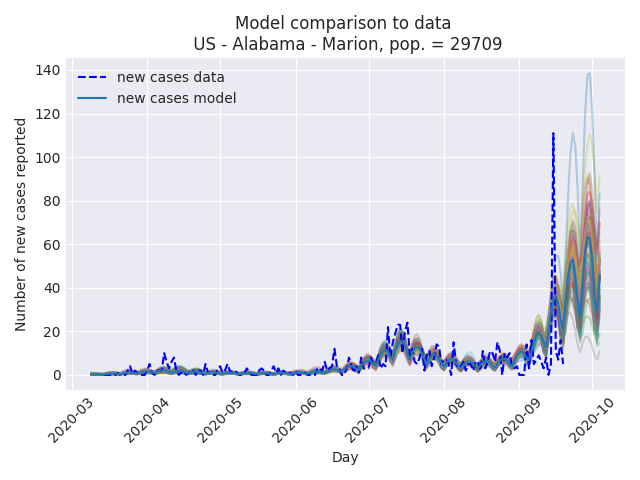 Model comparison to data
US - Alabama - Marion, pop. = 29709
new cases data
new cases model
Number of new cases reported
140
120
100
80
60
40
20
0
2020-03
2020-04
2020-05
2020-06
2020-07
2020-08
2020-09
2020-10
Day